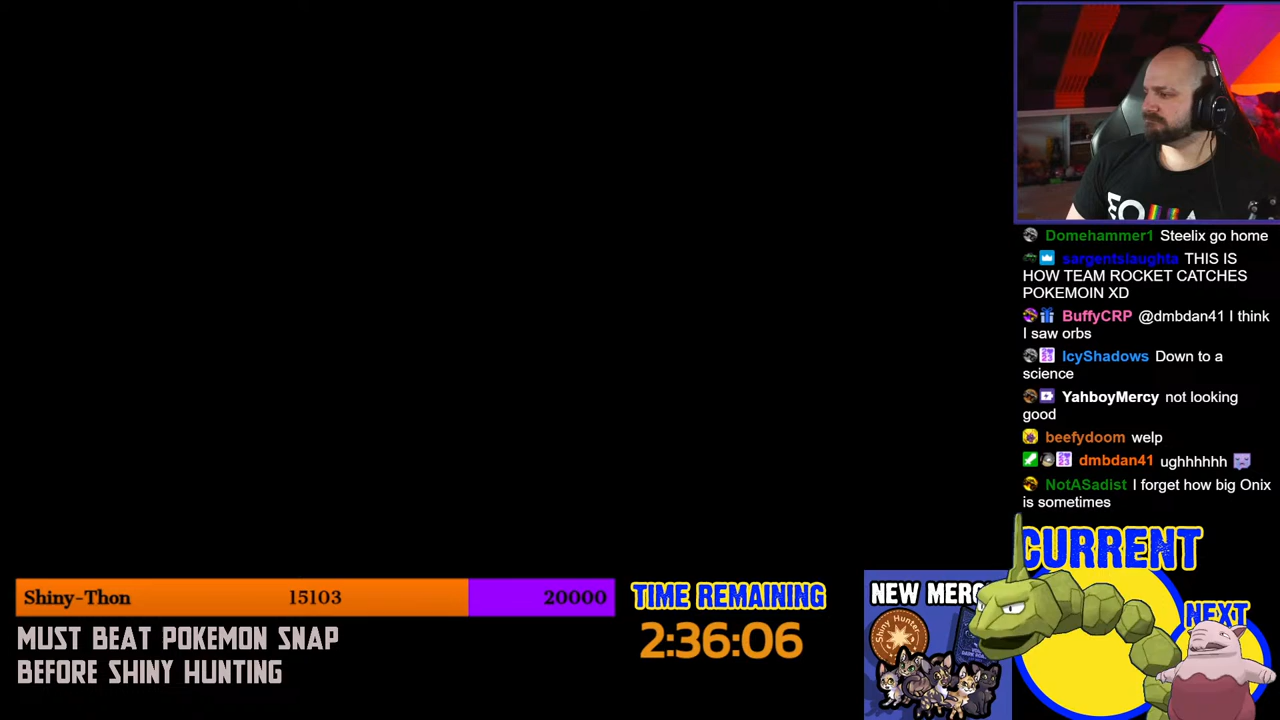 Domehammer1 Steelix go home
sargentslaughta THIS IS
HOW TEAM ROCKET CATCHES
POKEMOIN XD
BuffyCRP @dmbdan41 I think
I saw orbs
IcyShadows Down to a
science
YahboyMercy not looking
good
beefydoom welp
dmbdan41 ughhhhhh
NotASadist I forget how big Onix
is sometimes
CURRENT
Shiny-Thon 15103 20000
TIME REMAINING
2:36:06
NEW MERC
NEXT
Shiny Hunter
MUST BEAT POKEMON SNAP
BEFORE SHINY HUNTING